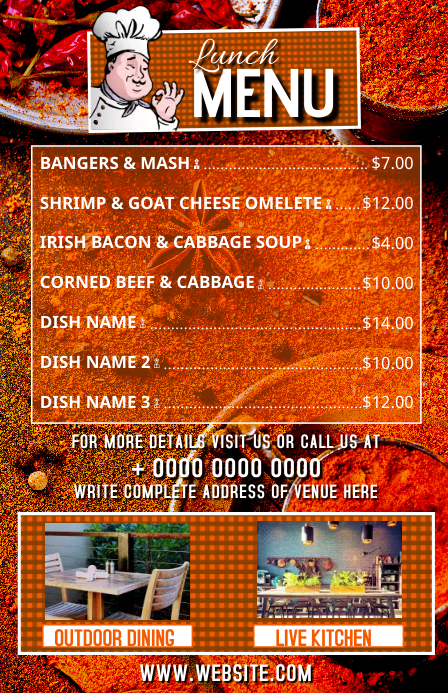 Lunch
MENU
BANGERS & MASH ........................................ $7.00
SHRIMP & GOAT CHEESE OMELETE ...... $12.00
IRISH BACON & CABBAGE SOUP ............. $4.00
CORNED BEEF & CABBAGE ...................... $10.00
DISH NAME .................................................. $14.00
DISH NAME 2 ............................................... $10.00
DISH NAME 3 ............................................... $12.00
FOR MORE DETAILS VISIT US OR CALL US AT
+ 0000 0000 0000
WRITE COMPLETE ADDRESS OF VENUE HERE
OUTDOOR DINING
LIVE KITCHEN
WWW.WEBSITE.COM